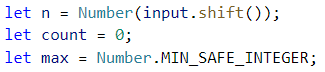 let n = Number(input.shift());
let count = 0;
let max = Number.MIN_SAFE_INTEGER;